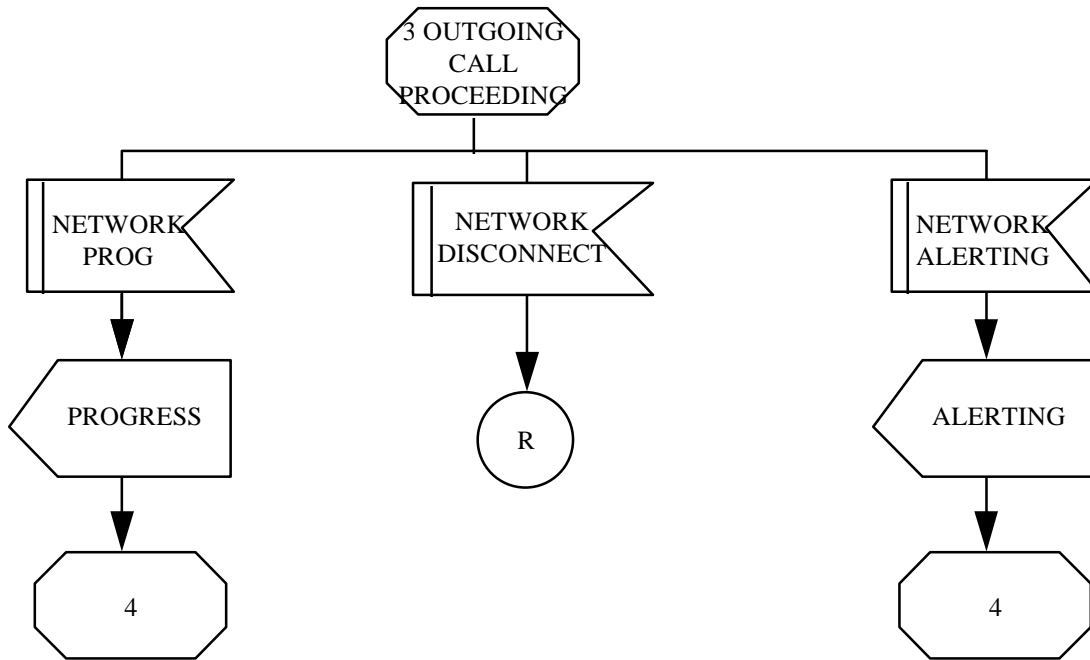 3 OUTGOING
CALL
PROCEEDING
NETWORK
PROG
NETWORK
DISCONNECT
NETWORK
ALERTING
PROGRESS
R
ALERTING
4
4